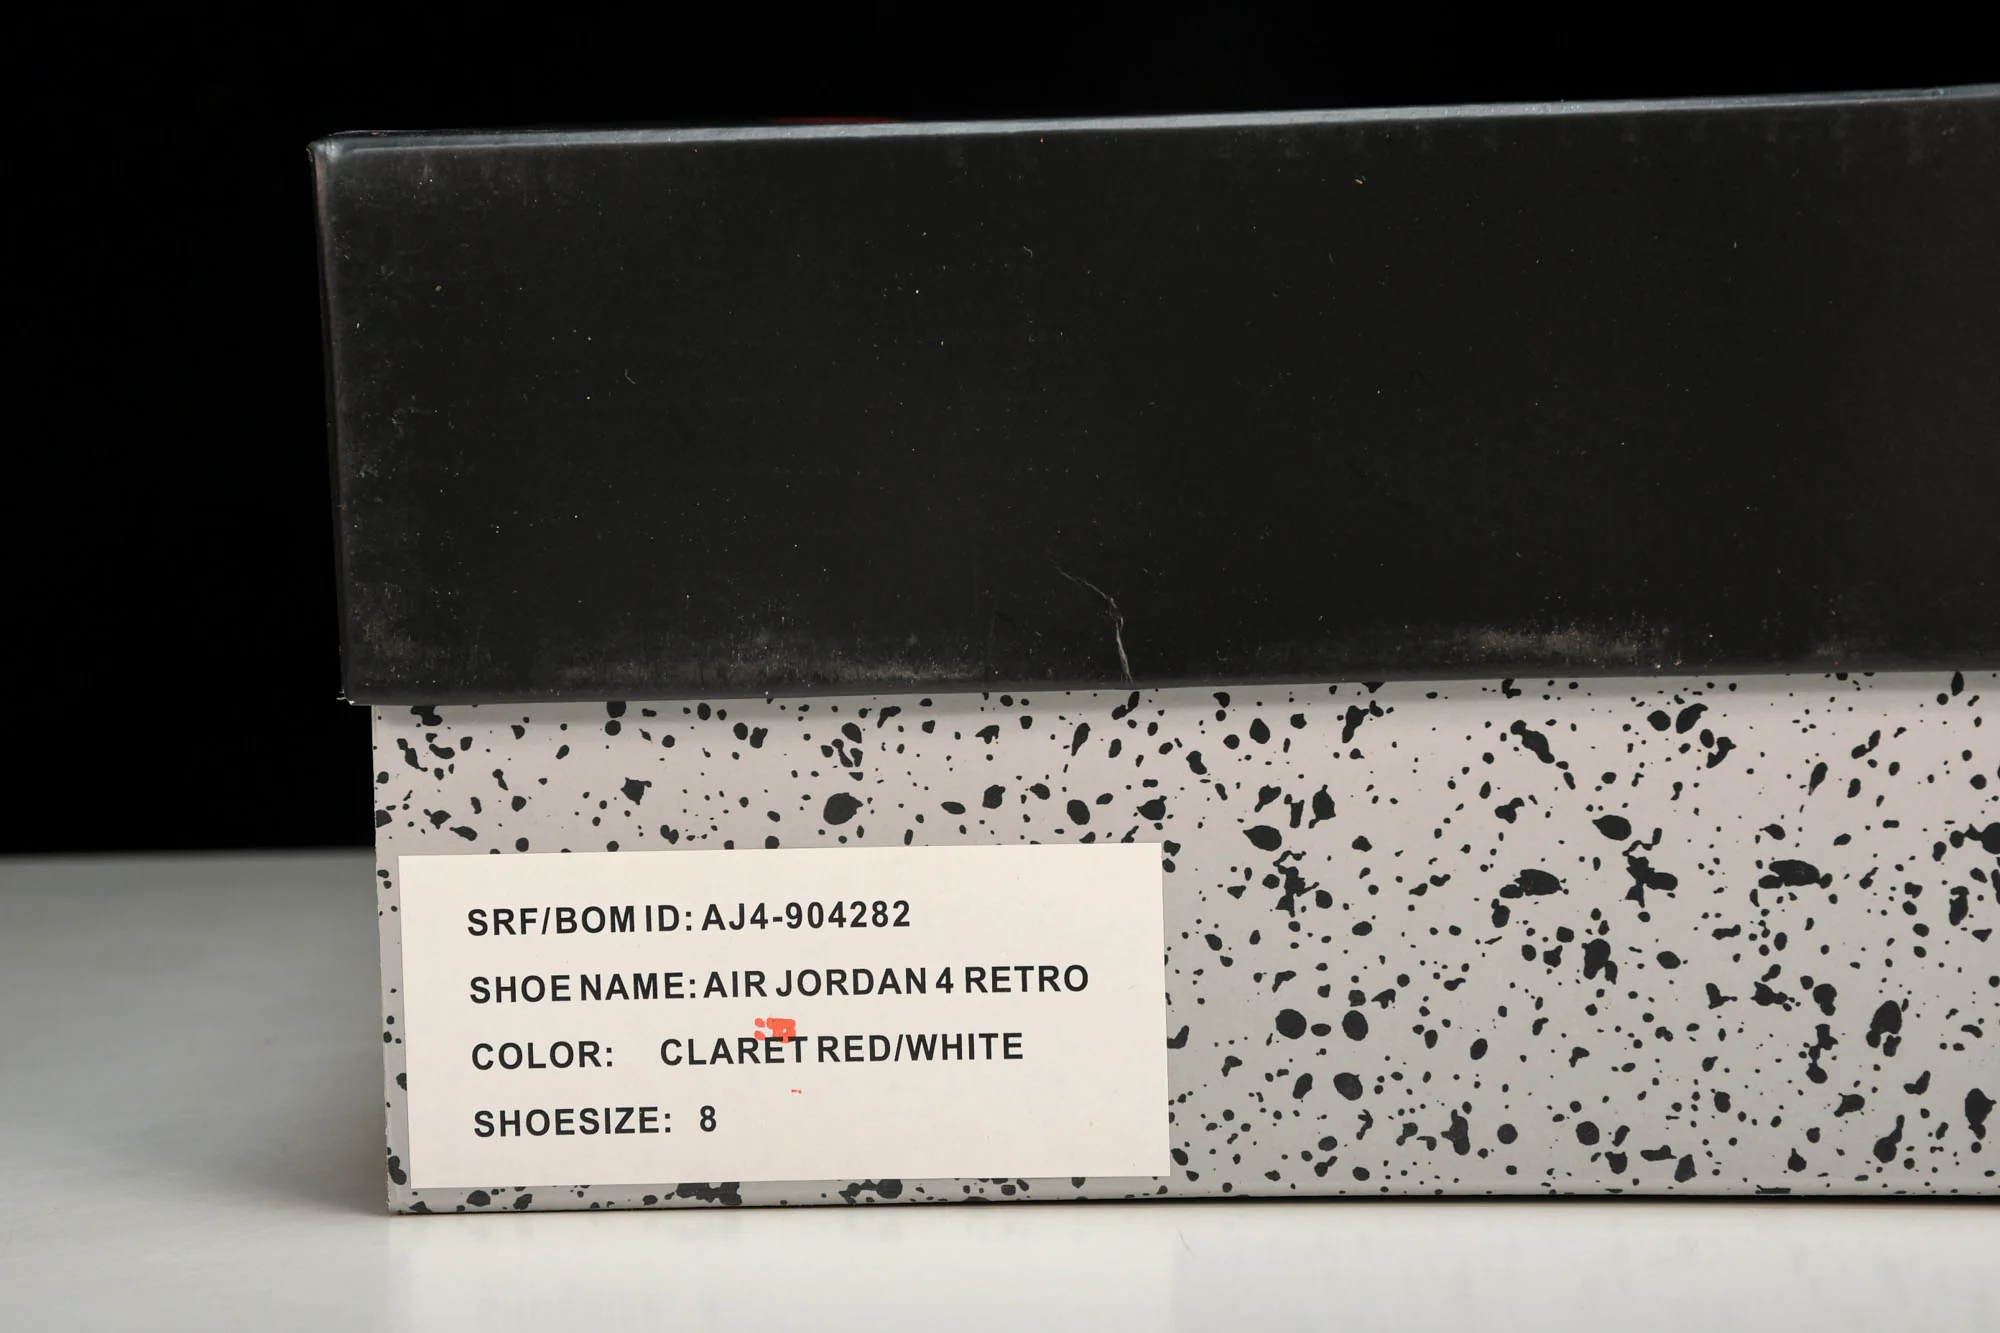 SRF/BOM ID: AJ4-904282
SHOE NAME: AIR JORDAN 4 RETRO
COLOR: CLARET RED/WHITE
SHOESIZE: 8